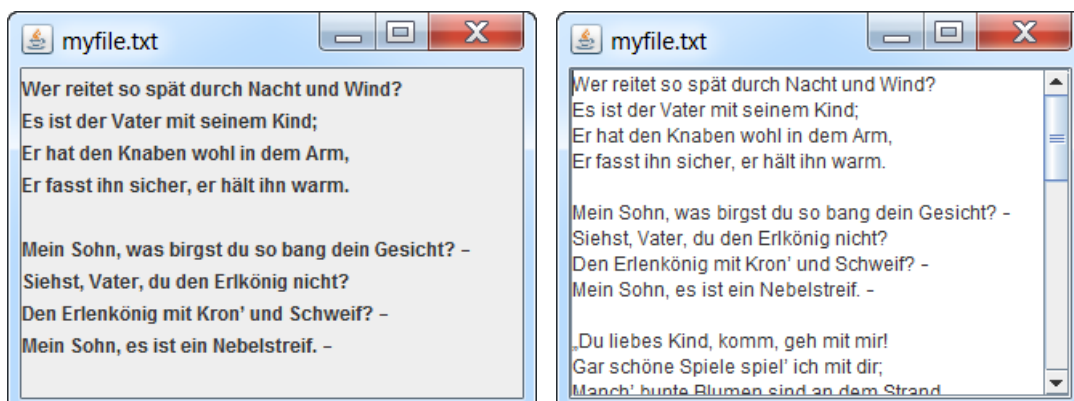 myfile.txt
Wer reitet so spät durch Nacht und Wind?
Es ist der Vater mit seinem Kind;
Er hat den Knaben wohl in dem Arm,
Er fasst ihn sicher, er hält ihn warm.
Mein Sohn, was birgst du so bang dein Gesicht? –
Siehst, Vater, du den Erlkönig nicht?
Den Erlenkönig mit Kron’ und Schweif? –
Mein Sohn, es ist ein Nebelstreif. –
myfile.txt
Wer reitet so spät durch Nacht und Wind?
Es ist der Vater mit seinem Kind;
Er hat den Knaben wohl in dem Arm,
Er fasst ihn sicher, er hält ihn warm.
Mein Sohn, was birgst du so bang dein Gesicht? –
Siehst, Vater, du den Erlkönig nicht?
Den Erlenkönig mit Kron’ und Schweif? –
Mein Sohn, es ist ein Nebelstreif. –
„Du liebes Kind, komm, geh mit mir!
Gar schöne Spiele spiel’ ich mit dir;
Manch’ bunte Blumen sind an dem Strand